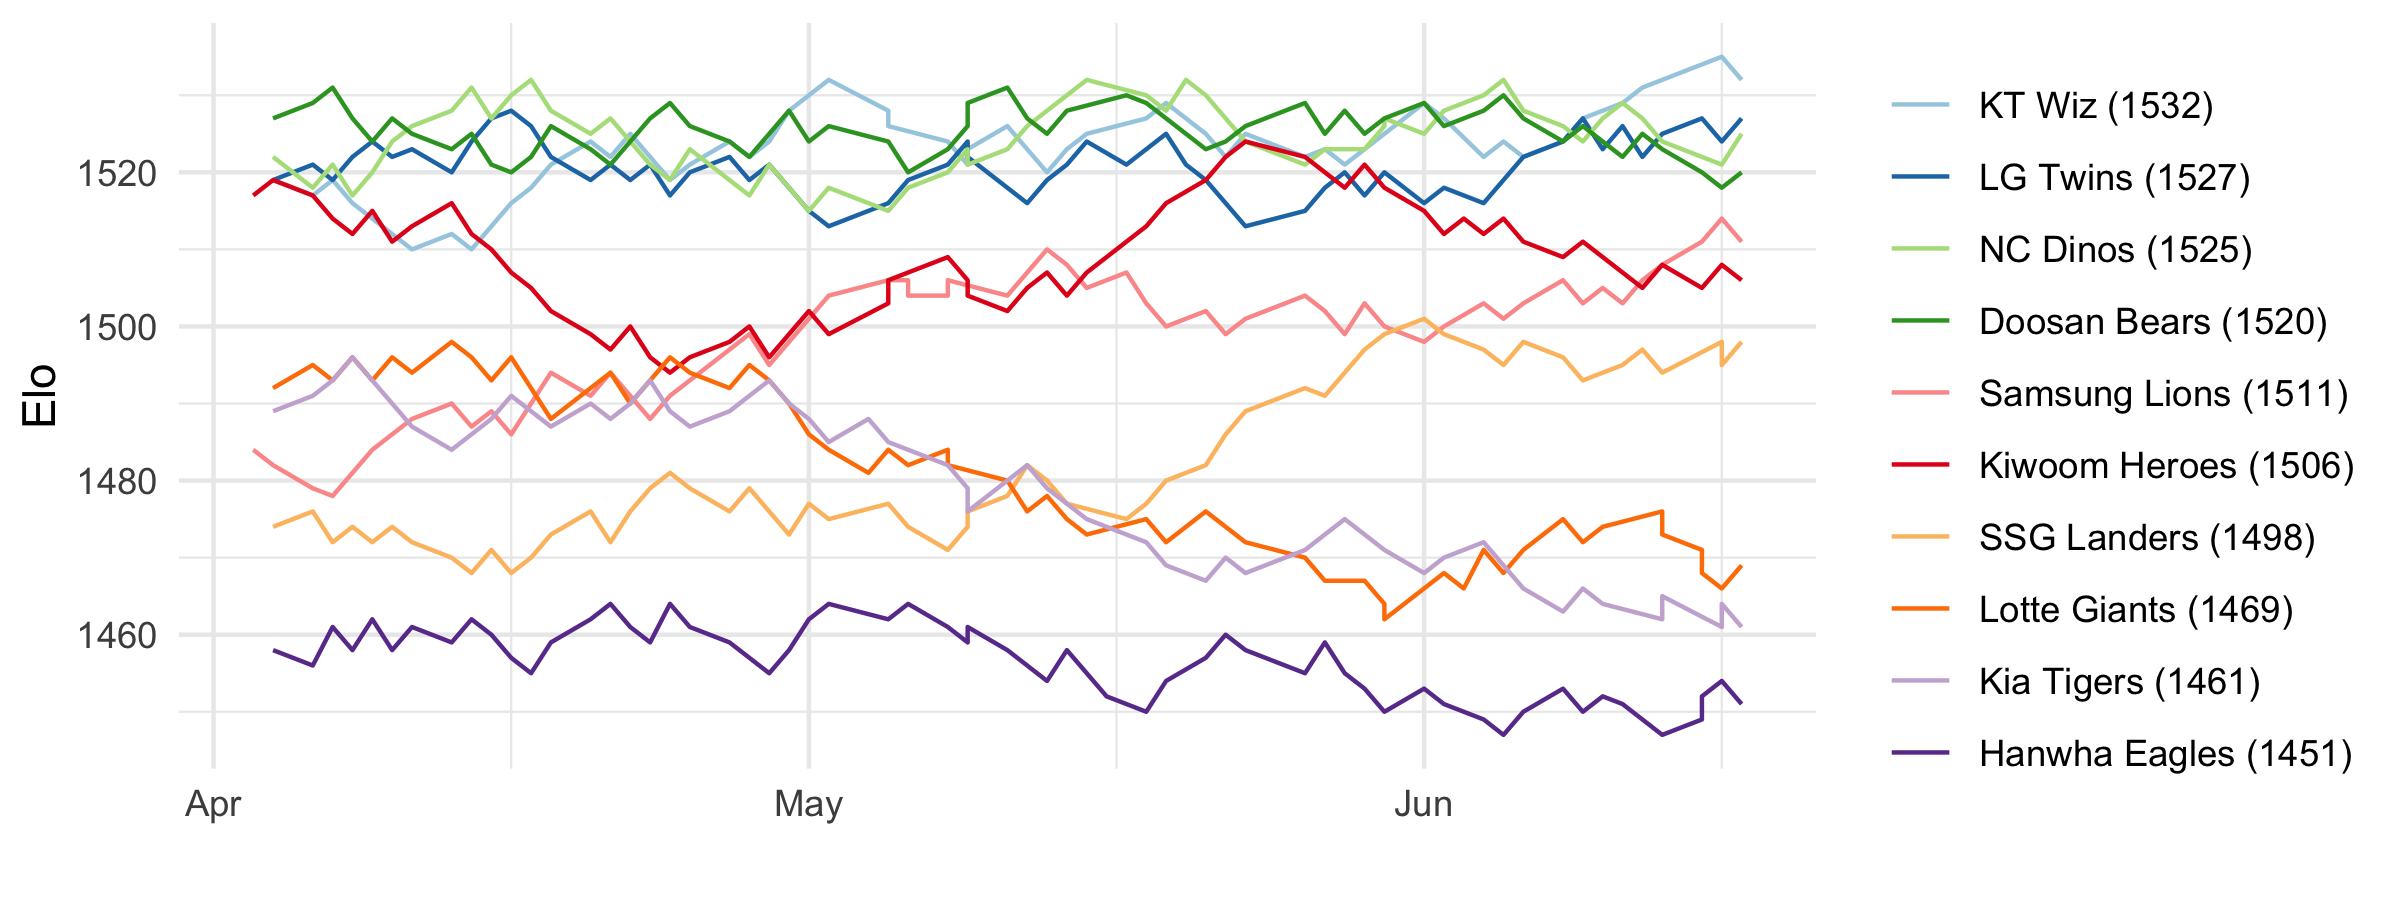 Elo
1520
1500
1480
1460
Apr
May
Jun
KT Wiz (1532)
LG Twins (1527)
NC Dinos (1525)
Doosan Bears (1520)
Samsung Lions (1511)
Kiwoom Heroes (1506)
SSG Landers (1498)
Lotte Giants (1469)
Kia Tigers (1461)
Hanwha Eagles (1451)